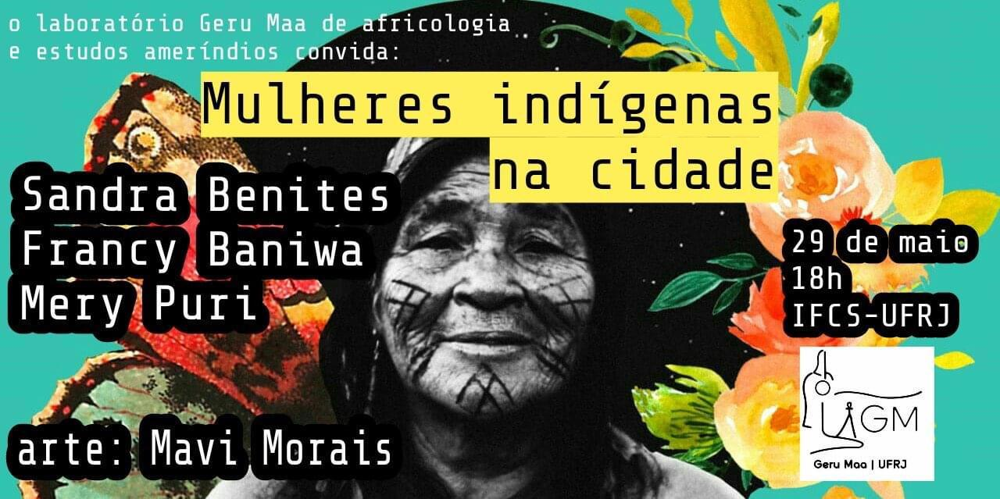 o laboratório Geru Maa de africologia
e estudos ameríndios convida:
Mulheres indígenas
na cidade
Sandra Benites
Francy Baniwa
Mery Puri
29 de maio
18h
IFCS-UFRJ
arte: Mavi Morais
LAGM
Geru Maa | UFRJ